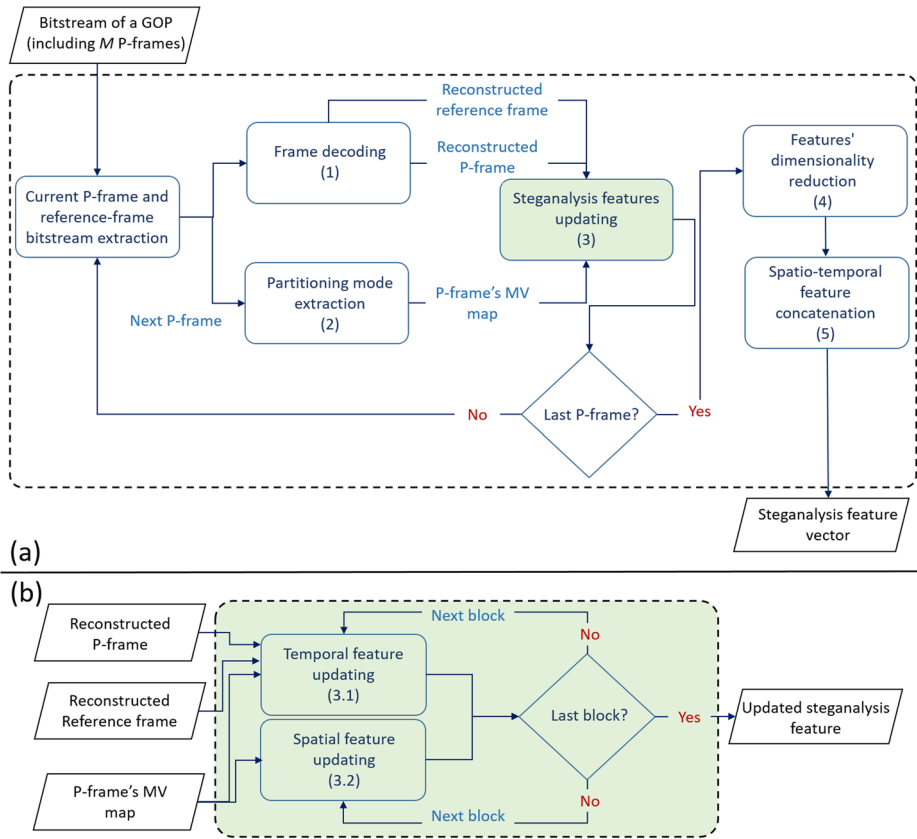 Bitstream of a GOP
(including M P-frames)
Reconstructed
reference frame
Frame decoding
(1)
Reconstructed
P-frame
Features'
dimensionality
reduction
(4)
Current P-frame and
reference-frame
bitstream extraction
Steganalysis features
updating
(3)
Partitioning mode
extraction
(2)
P-frame's MV
map
Spatio-temporal
feature
concatenation
(5)
Next P-frame
No
Last P-frame?
Yes
Steganalysis feature
vector
(a)
(b)
Reconstructed
P-frame
Next block
No
Temporal feature
updating
(3.1)
Reconstructed
Reference frame
Last block?
Yes
Updated steganalysis
feature
Spatial feature
updating
(3.2)
P-frame's MV
map
No
Next block